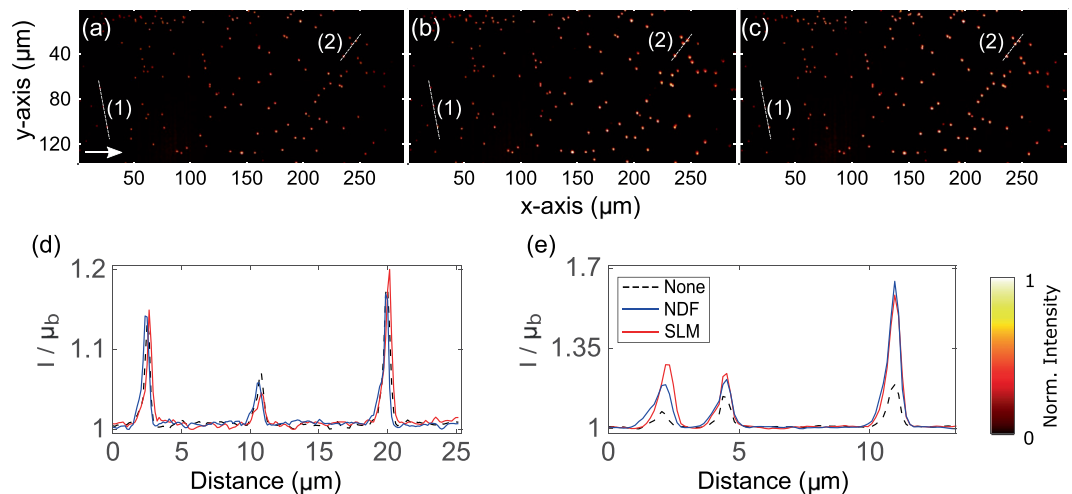 (a) (b) (c)
(2) (2) (2)
(1) (1) (1)
y-axis (µm)
40
80
120
50 100 150 200 250 50 100 150 200 250 50 100 150 200 250
x-axis (µm)
(d) (e)
1.2
1.1
1
I / µb
0 5 10 15 20 25
Distance (µm)
1.7
1.35
1
I / µb
None
NDF
SLM
0 5 10
Distance (µm)
1
0
Norm. Intensity